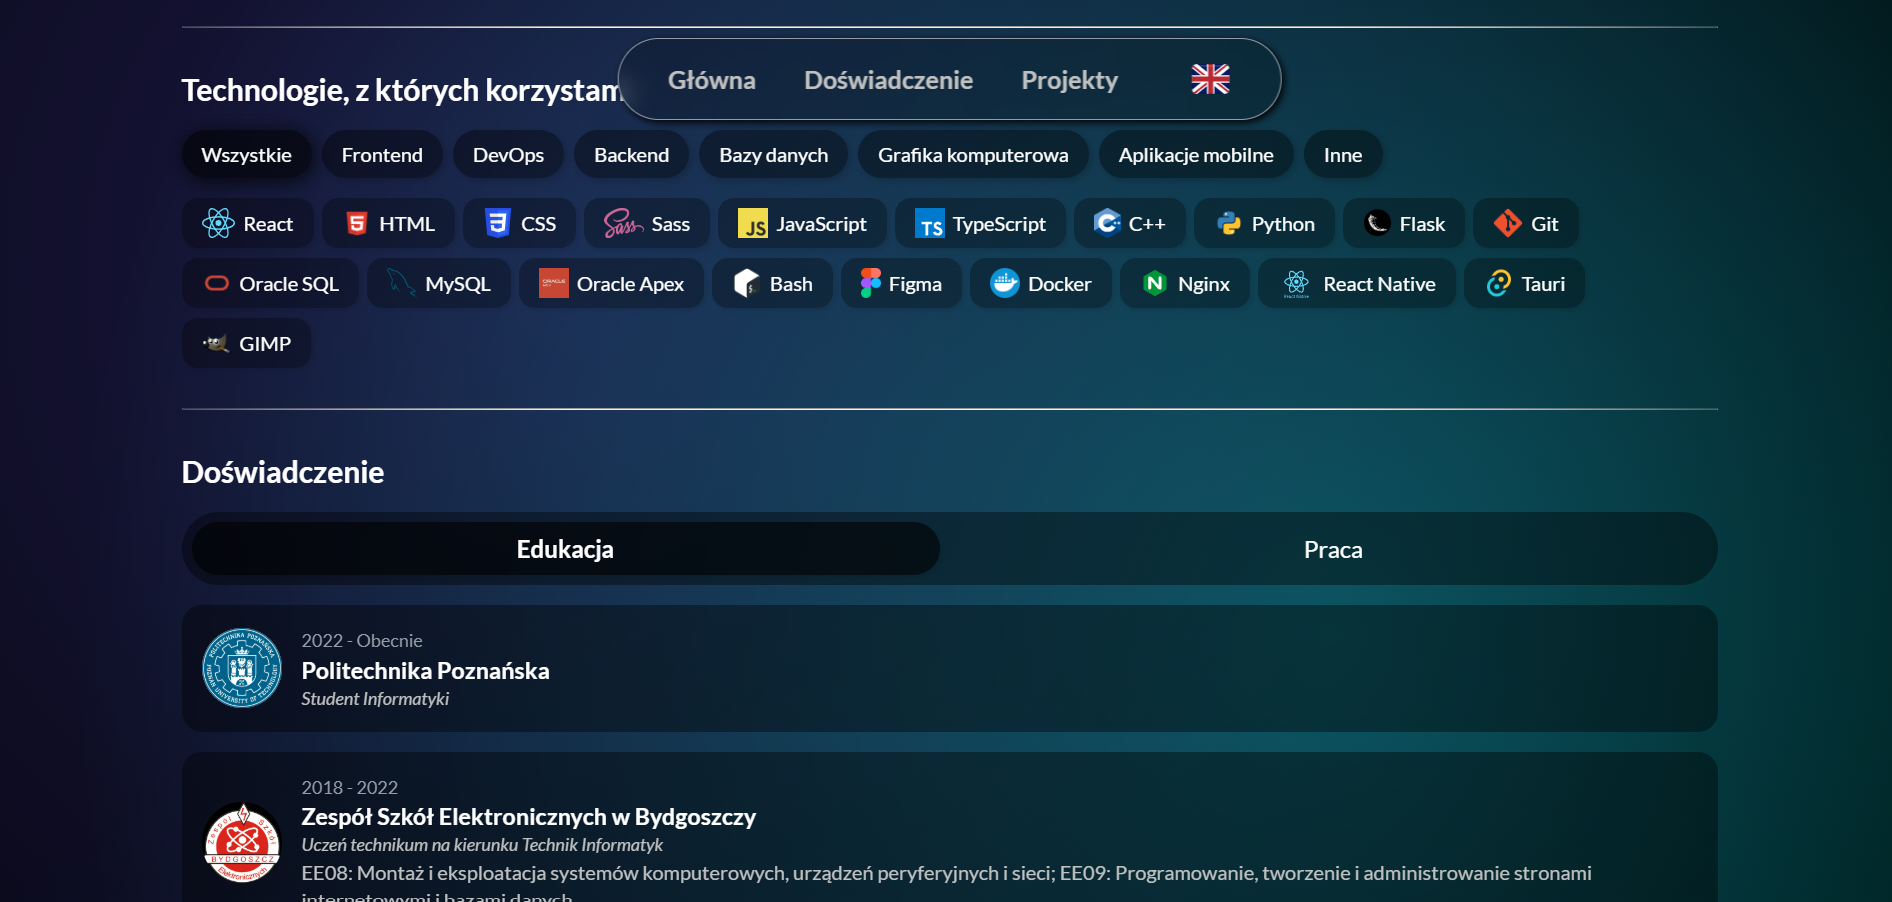 Technologie, z których korzystam
Główna Doświadczenie Projekty
Wszystkie Frontend DevOps Backend Bazy danych Grafika komputerowa Aplikacje mobilne Inne
React HTML CSS Sass JavaScript TypeScript C++ Python Flask Git
Oracle SQL MySQL Oracle Apex Bash Figma Docker Nginx React Native Tauri
GIMP
Doświadczenie
Edukacja Praca
2022 - Obecnie
Politechnika Poznańska
Student Informatyki
2018 - 2022
Zespół Szkół Elektronicznych w Bydgoszczy
Uczeń technikum na kierunku Technik Informatyk
EE08: Montaż i eksploatacja systemów komputerowych, urządzeń peryferyjnych i sieci; EE09: Programowanie, tworzenie i administrowanie stronami
internetowymi i bazami danych